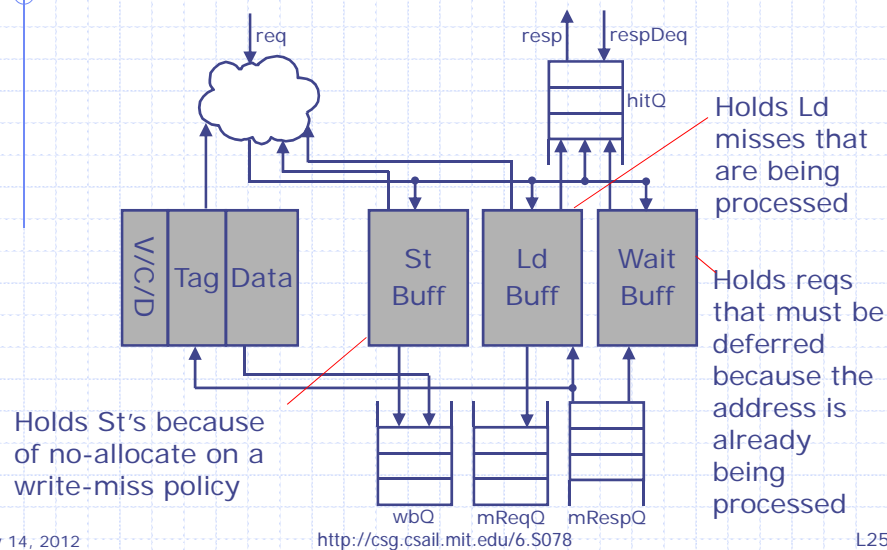 req
resp
respDeq
hitQ
Holds Ld
misses that
are being
processed
V/C/D
Tag
Data
St
Buff
Ld
Buff
Wait
Buff
Holds reqs
that must be
deferred
because the
address is
already
being
processed
Holds St's because
of no-allocate on a
write-miss policy
wbQ
mReqQ
mRespQ
14, 2012
http://csg.csail.mit.edu/6.S078
L25